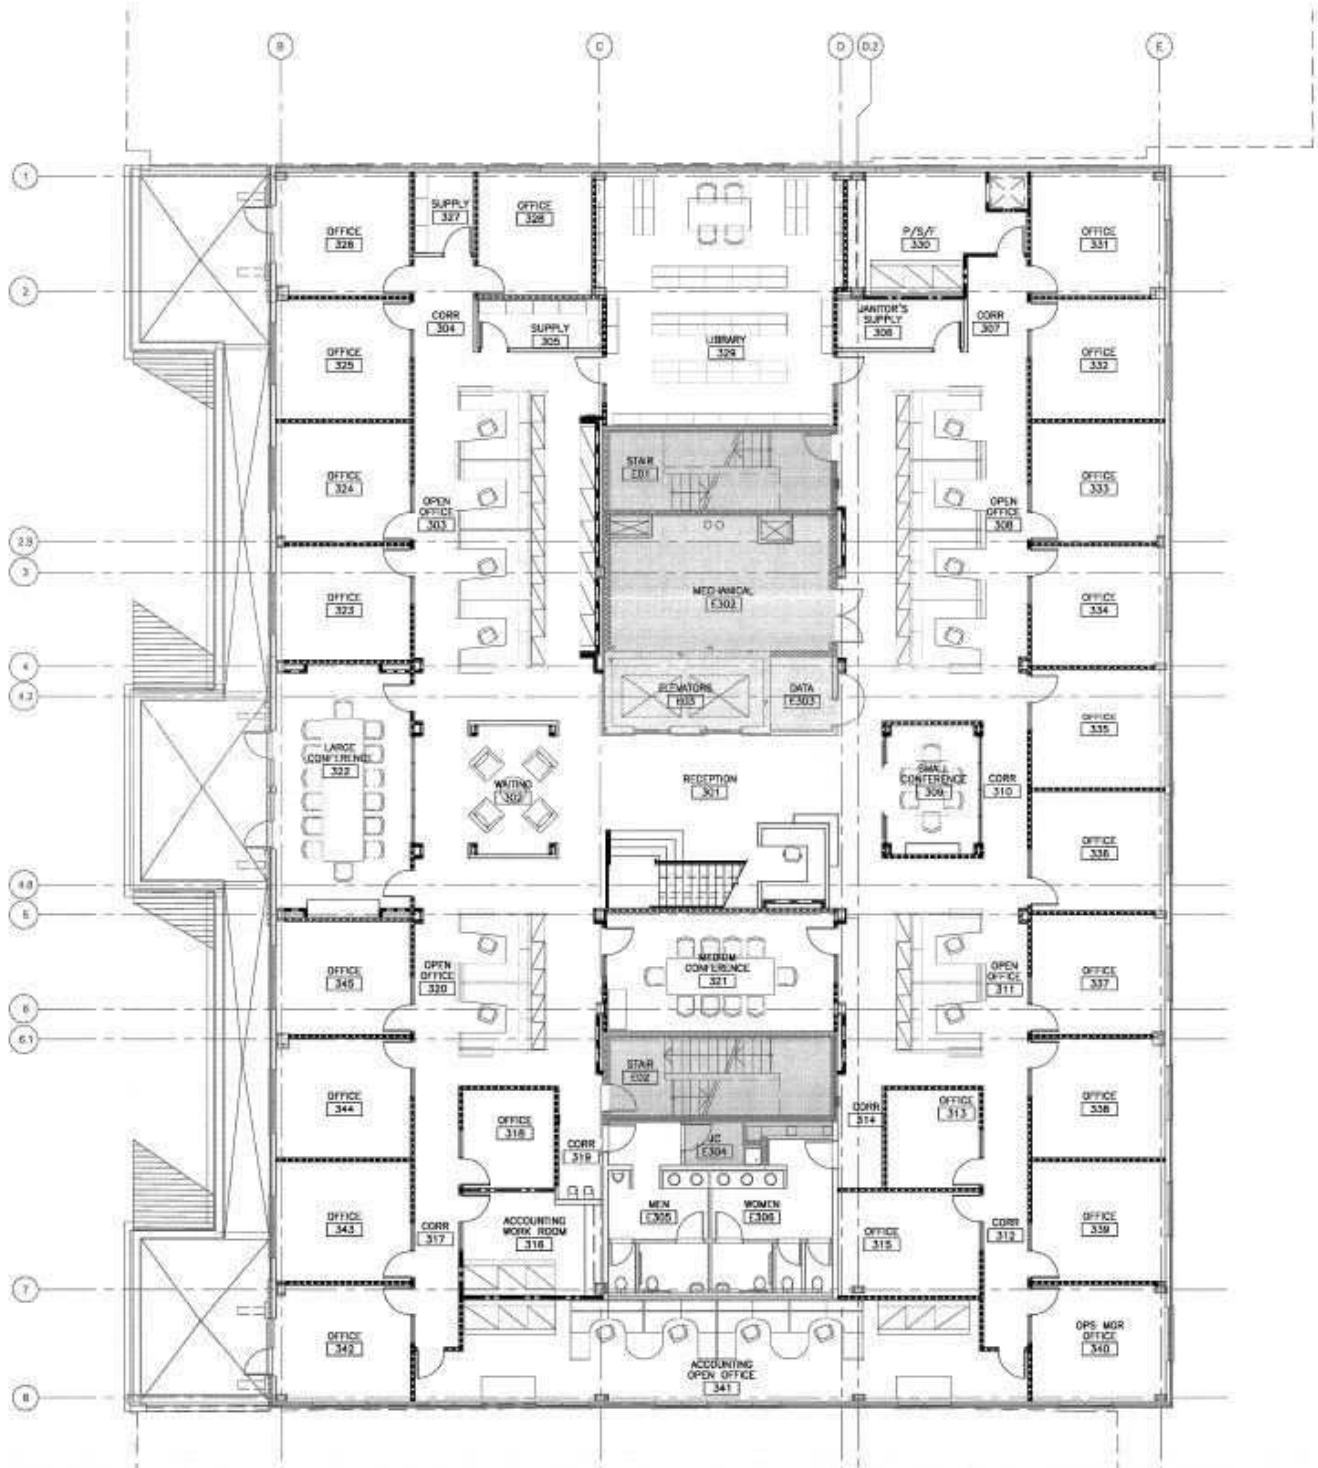 B
C
D
D.2
E
1
OFFICE
326
SUPPLY
327
OFFICE
328
P/S/F
330
OFFICE
331
2
CORR
304
SUPPLY
305
JANITOR'S
SUPPLY
306
CORR
307
OFFICE
325
LIBRARY
329
OFFICE
332
STAIR
E01
OFFICE
324
OPEN
OFFICE
303
OPEN
OFFICE
308
OFFICE
333
2.9
3
OFFICE
323
MECHANICAL
E302
OFFICE
334
4
4.2
ELEVATORS
E03
DATA
E303
OFFICE
335
LARGE
CONFERENCE
322
WAITING
302
RECEPTION
301
SMALL
CONFERENCE
309
CORR
310
OFFICE
336
4.8
5
OFFICE
345
OPEN
OFFICE
320
MEDIUM
CONFERENCE
321
OPEN
OFFICE
311
OFFICE
337
6
6.1
STAIR
E02
OFFICE
344
OFFICE
318
CORR
319
JC
E304
CORR
314
OFFICE
313
OFFICE
338
OFFICE
343
CORR
317
ACCOUNTING
WORK ROOM
316
MEN
E305
WOMEN
E306
OFFICE
315
CORR
312
OFFICE
339
7
OFFICE
342
ACCOUNTING
OPEN OFFICE
341
OPS MGR
OFFICE
340
8